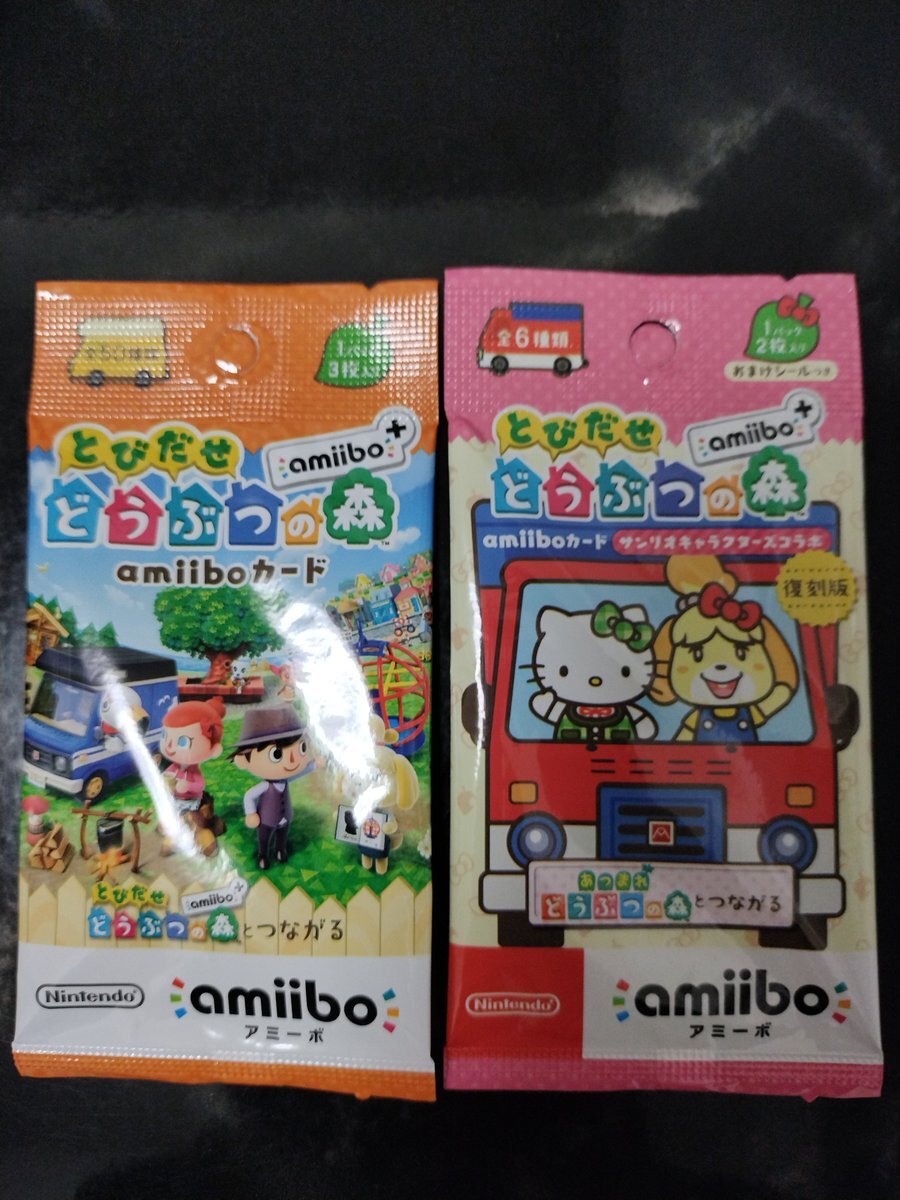 1パック
3枚入り
とびだせ
どうぶつの森
amiibo+
™
amiiboカード
とびだせ
どうぶつの森
amiibo+
とつながる
Nintendo
amiibo
アミーボ
全6種類
1パック
2枚入り
おまけシールつき
とびだせ
どうぶつの森
amiibo+
amiiboカード サンリオキャラクターズコラボ
復刻版
あつまれ
どうぶつの森
とつながる
Nintendo
amiibo
アミーボ